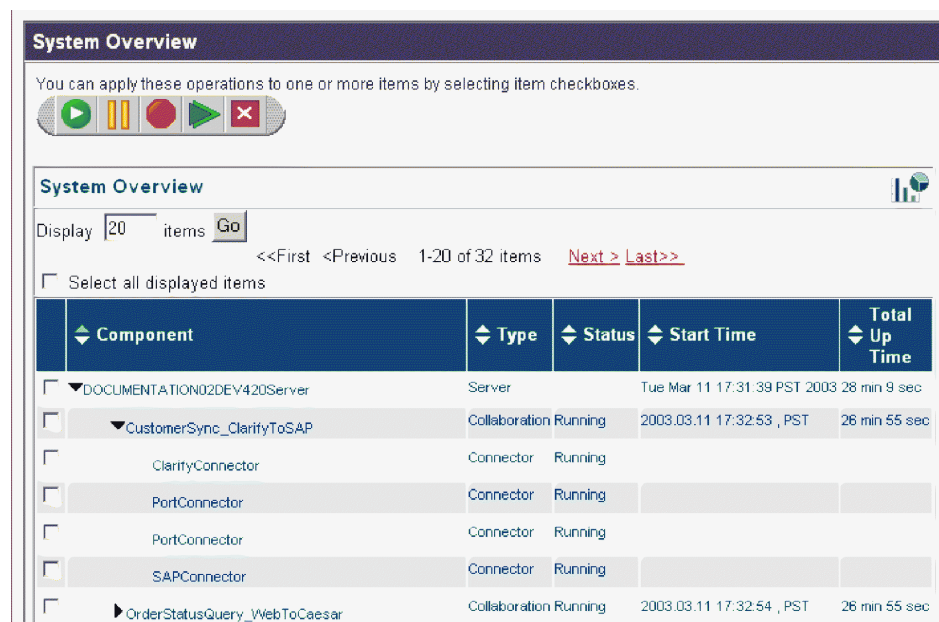 System Overview
You can apply these operations to one or more items by selecting item checkboxes.
System Overview
Display 20 items Go
<<First <Previous 1-20 of 32 items Next > Last>>
Select all displayed items
Component Type Status Start Time Total Up Time
DOCUMENTATION02DEV420Server Server Tue Mar 11 17:31:39 PST 2003 28 min 9 sec
CustomerSync_ClarifyToSAP Collaboration Running 2003.03.11 17:32:53 , PST 26 min 55 sec
ClarifyConnector Connector Running
PortConnector Connector Running
PortConnector Connector Running
SAPConnector Connector Running
OrderStatusQuery_WebToCaesar Collaboration Running 2003.03.11 17:32:54 , PST 26 min 55 sec